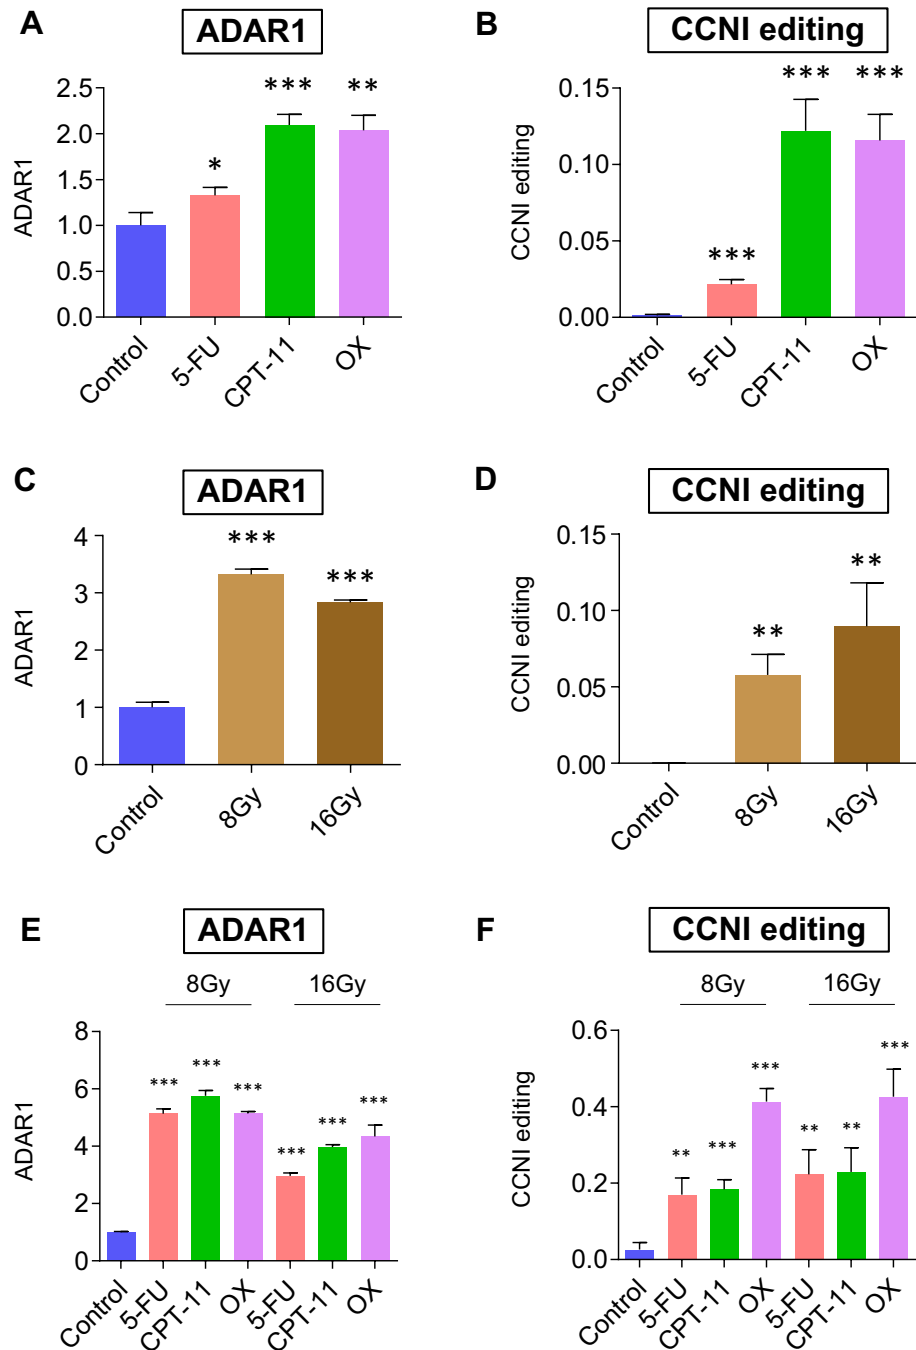 A
ADAR1
ADAR1
2.5
2.0
1.5
1.0
0.5
0.0
*
***
**
Control
5-FU
CPT-11
OX
B
CCNI editing
CCNI editing
0.15
0.10
0.05
0.00
***
***
***
Control
5-FU
CPT-11
OX
C
ADAR1
ADAR1
4
3
2
1
0
***
***
Control
8Gy
16Gy
D
CCNI editing
CCNI editing
0.15
0.10
0.05
0.00
**
**
Control
8Gy
16Gy
E
ADAR1
8Gy
16Gy
ADAR1
8
6
4
2
0
***
***
***
***
***
***
Control
5-FU
CPT-11
OX
5-FU
CPT-11
OX
F
CCNI editing
8Gy
16Gy
CCNI editing
0.6
0.4
0.2
0.0
**
***
***
**
**
***
Control
5-FU
CPT-11
OX
5-FU
CPT-11
OX